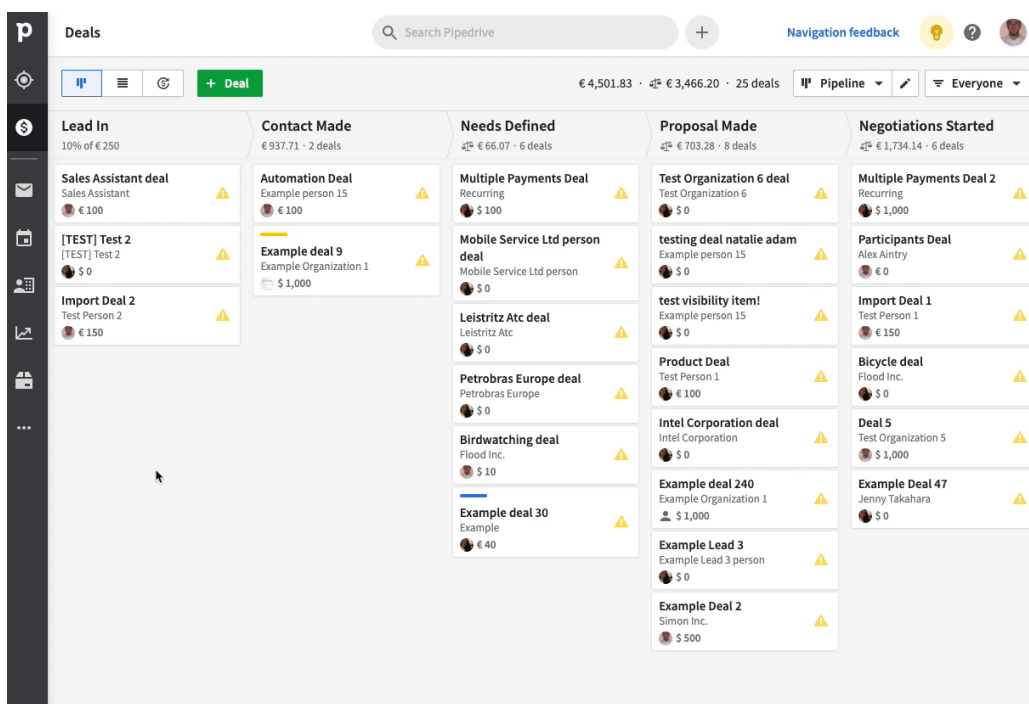 p
Deals
Search Pipedrive
Navigation feedback
+ Deal
€ 4,501.83 · € 3,466.20 · 25 deals
Pipeline
Everyone
Lead In
10% of € 250
Sales Assistant deal
Sales Assistant
€ 100
[TEST] Test 2
[TEST] Test 2
$ 0
Import Deal 2
Test Person 2
€ 150
Contact Made
€ 937.71 · 2 deals
Automation Deal
Example person 15
€ 100
Example deal 9
Example Organization 1
$ 1,000
Needs Defined
€ 66.07 · 6 deals
Multiple Payments Deal
Recurring
$ 100
Mobile Service Ltd person
deal
Mobile Service Ltd person
$ 0
Leistritz Atc deal
Leistritz Atc
$ 0
Petrobras Europe deal
Petrobras Europe
$ 0
Birdwatching deal
Flood Inc.
$ 10
Example deal 30
Example
€ 40
Proposal Made
€ 703.28 · 8 deals
Test Organization 6 deal
Test Organization 6
$ 0
testing deal natalie adam
Example person 15
$ 0
test visibility item!
Example person 15
$ 0
Product Deal
Test Person 1
€ 100
Intel Corporation deal
Intel Corporation
$ 0
Example deal 240
Example Organization 1
$ 1,000
Example Lead 3
Example Lead 3 person
$ 0
Example Deal 2
Simon Inc.
$ 500
Negotiations Started
€ 1,734.14 · 6 deals
Multiple Payments Deal 2
Recurring
$ 1,000
Participants Deal
Alex Aintry
€ 0
Import Deal 1
Test Person 1
€ 150
Bicycle deal
Flood Inc.
$ 0
Deal 5
Test Organization 5
$ 1,000
Example Deal 47
Jenny Takahara
$ 0